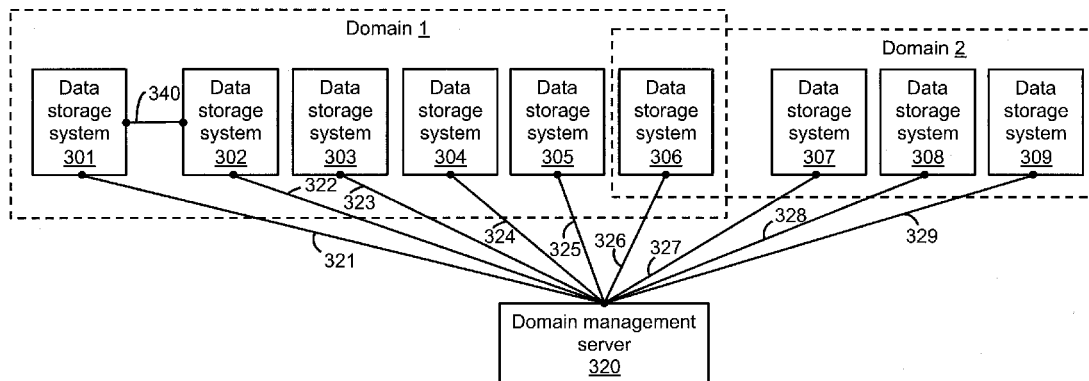 Domain 1
Domain 2
Data
storage
system
301
340
Data
storage
system
302
Data
storage
system
303
Data
storage
system
304
Data
storage
system
305
Data
storage
system
306
Data
storage
system
307
Data
storage
system
308
Data
storage
system
309
321
322
323
324
325
326
327
328
329
Domain management
server
320